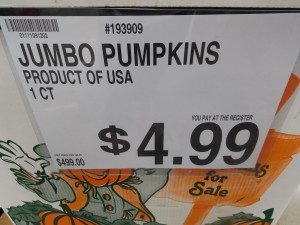 #193909
JUMBO PUMPKINS
PRODUCT OF USA
1 CT
YOU PAY AT THE REGISTER
$4.99
$499.00
for
Sale